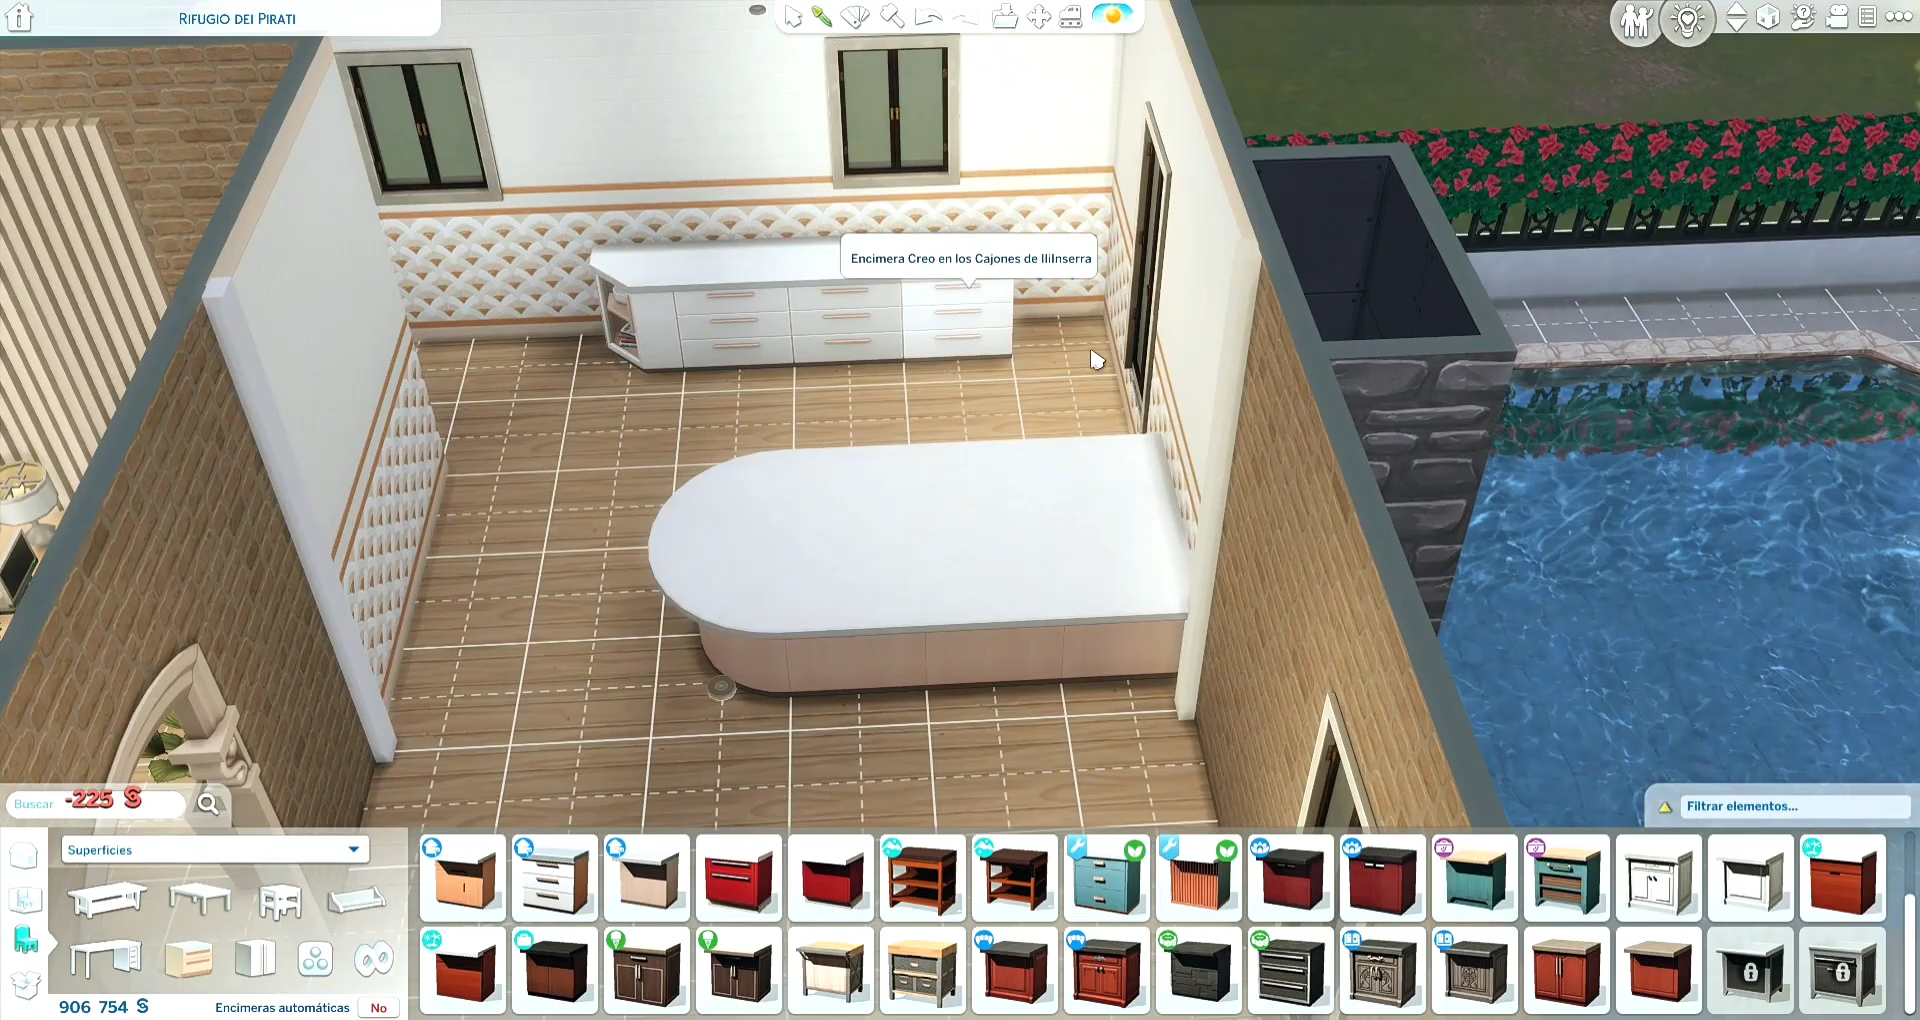 Rifugio dei Pirati
Encimera Creo en los Cajones de IliInserra
Buscar
-225 §
Filtrar elementos...
Superficies
906 754 §
Encimeras automáticas
No